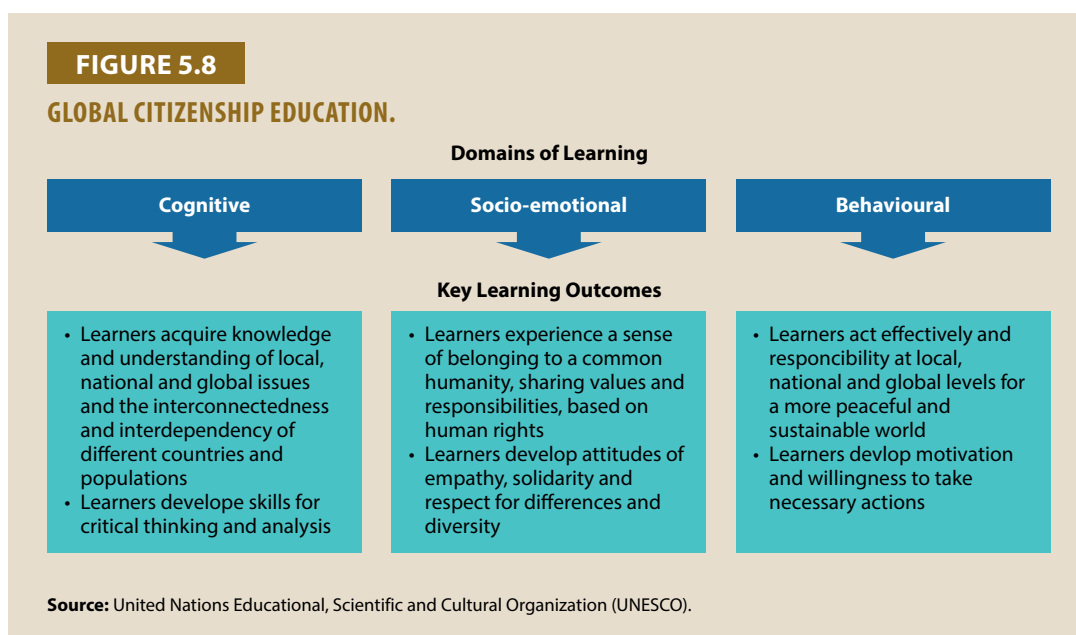 FIGURE 5.8
GLOBAL CITIZENSHIP EDUCATION.
Domains of Learning
Cognitive
Socio-emotional
Behavioural
Key Learning Outcomes
• Learners acquire knowledge
and understanding of local,
national and global issues
and the interconnectedness
and interdependency of
different countries and
populations
• Learners develope skills for
critical thinking and analysis
• Learners experience a sense
of belonging to a common
humanity, sharing values and
responsibilities, based on
human rights
• Learners develop attitudes of
empathy, solidarity and
respect for differences and
diversity
• Learners act effectively and
responcibility at local,
national and global levels for
a more peaceful and
sustainable world
• Learners devlop motivation
and willingness to take
necessary actions
Source: United Nations Educational, Scientific and Cultural Organization (UNESCO).